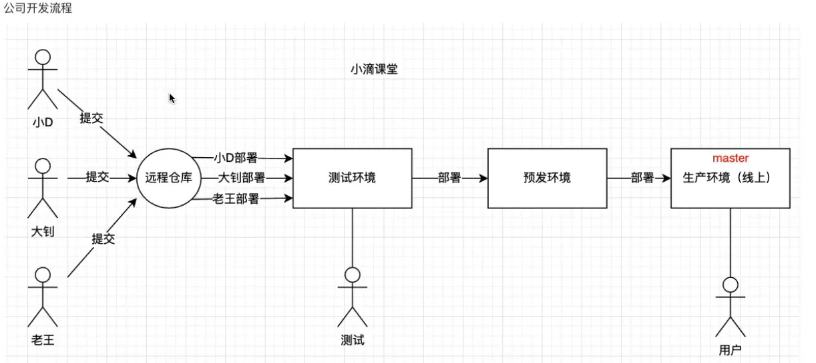 公司开发流程
小滴课堂
小D
提交
大钊
提交
老王
提交
远程仓库
小D部署
大钊部署
老王部署
测试环境
测试
部署
预发环境
部署
master
生产环境（线上）
用户